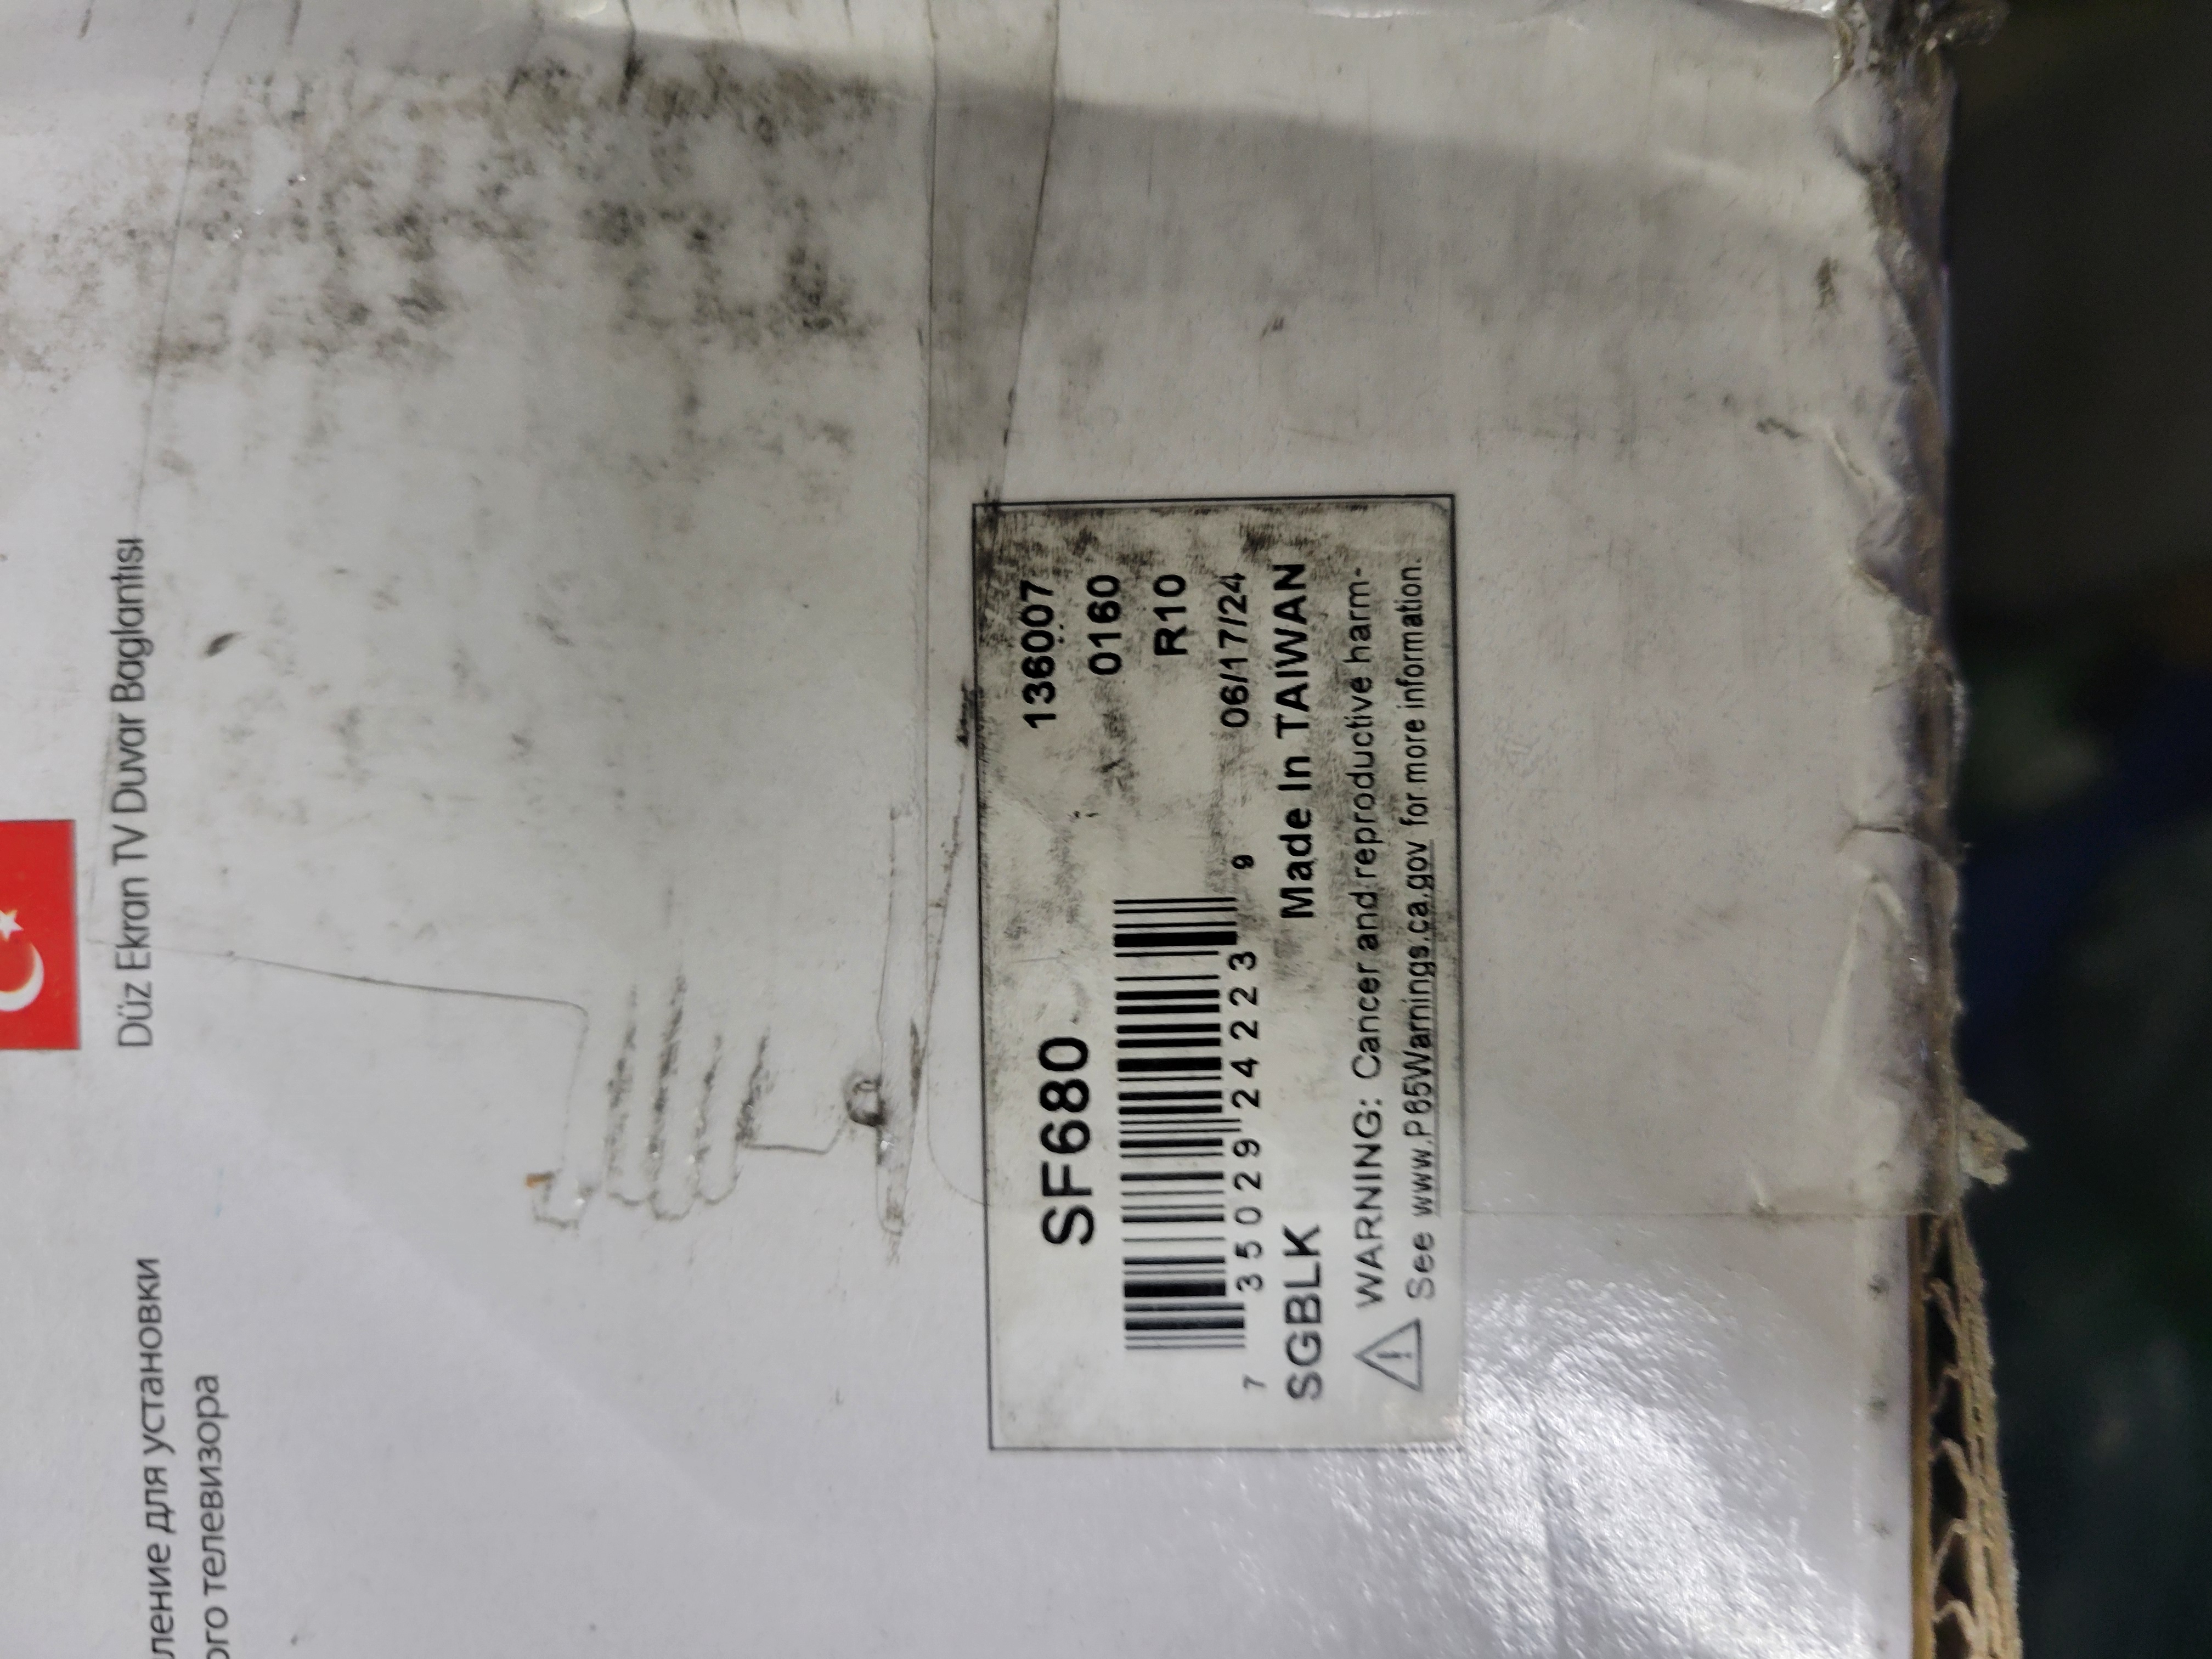 ление для установки
ого телевизора
Düz Ekran TV Duvar Baglantısı
SF680
136007
0160
R10
7 35029 24223 9
06/17/24
SGBLK
Made In TAIWAN
WARNING: Cancer and reproductive harm-
See www.P65Warnings.ca.gov for more information.